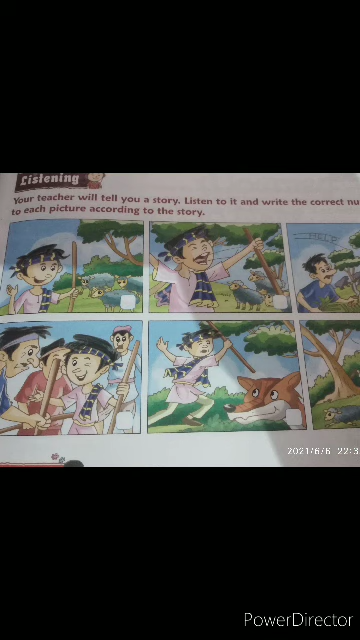 Listening
Your teacher will tell you a story. Listen to it and write the correct nu
to each picture according to the story.
HELP
2021/6/6 22:3
PowerDirector